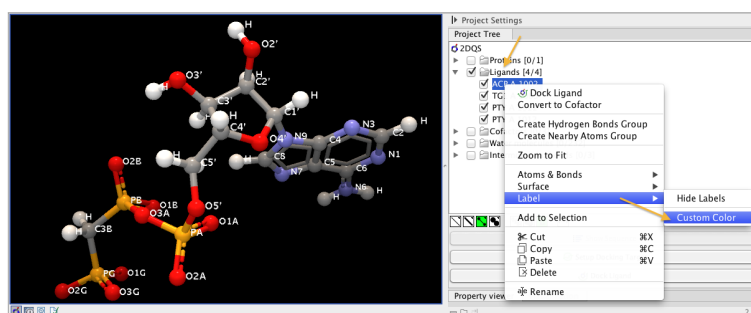 Project Settings
Project Tree
2DQS
Proteins [0/1]
Ligands [4/4]
Dock Ligand
Convert to Cofactor
Create Hydrogen Bonds Group
Create Nearby Atoms Group
Zoom to Fit
Atoms & Bonds
Surface
Label
Hide Labels
Custom Color
Add to Selection
Cut ⌘X
Copy ⌘C
Paste ⌘V
Delete
Rename
Property view
H
O2'
H
O3'
C2'
H
C3'
H
C1'
H
H
C4'
O4'
N9
C4
N3
C2
H
H
C5'
H
C8
N7
C5
C6
N1
H
N6
H
O2B
PB
O1B
O3A
O5'
O1A
PA
H
H
C3B
O2A
PG
O1G
O2G
O3G